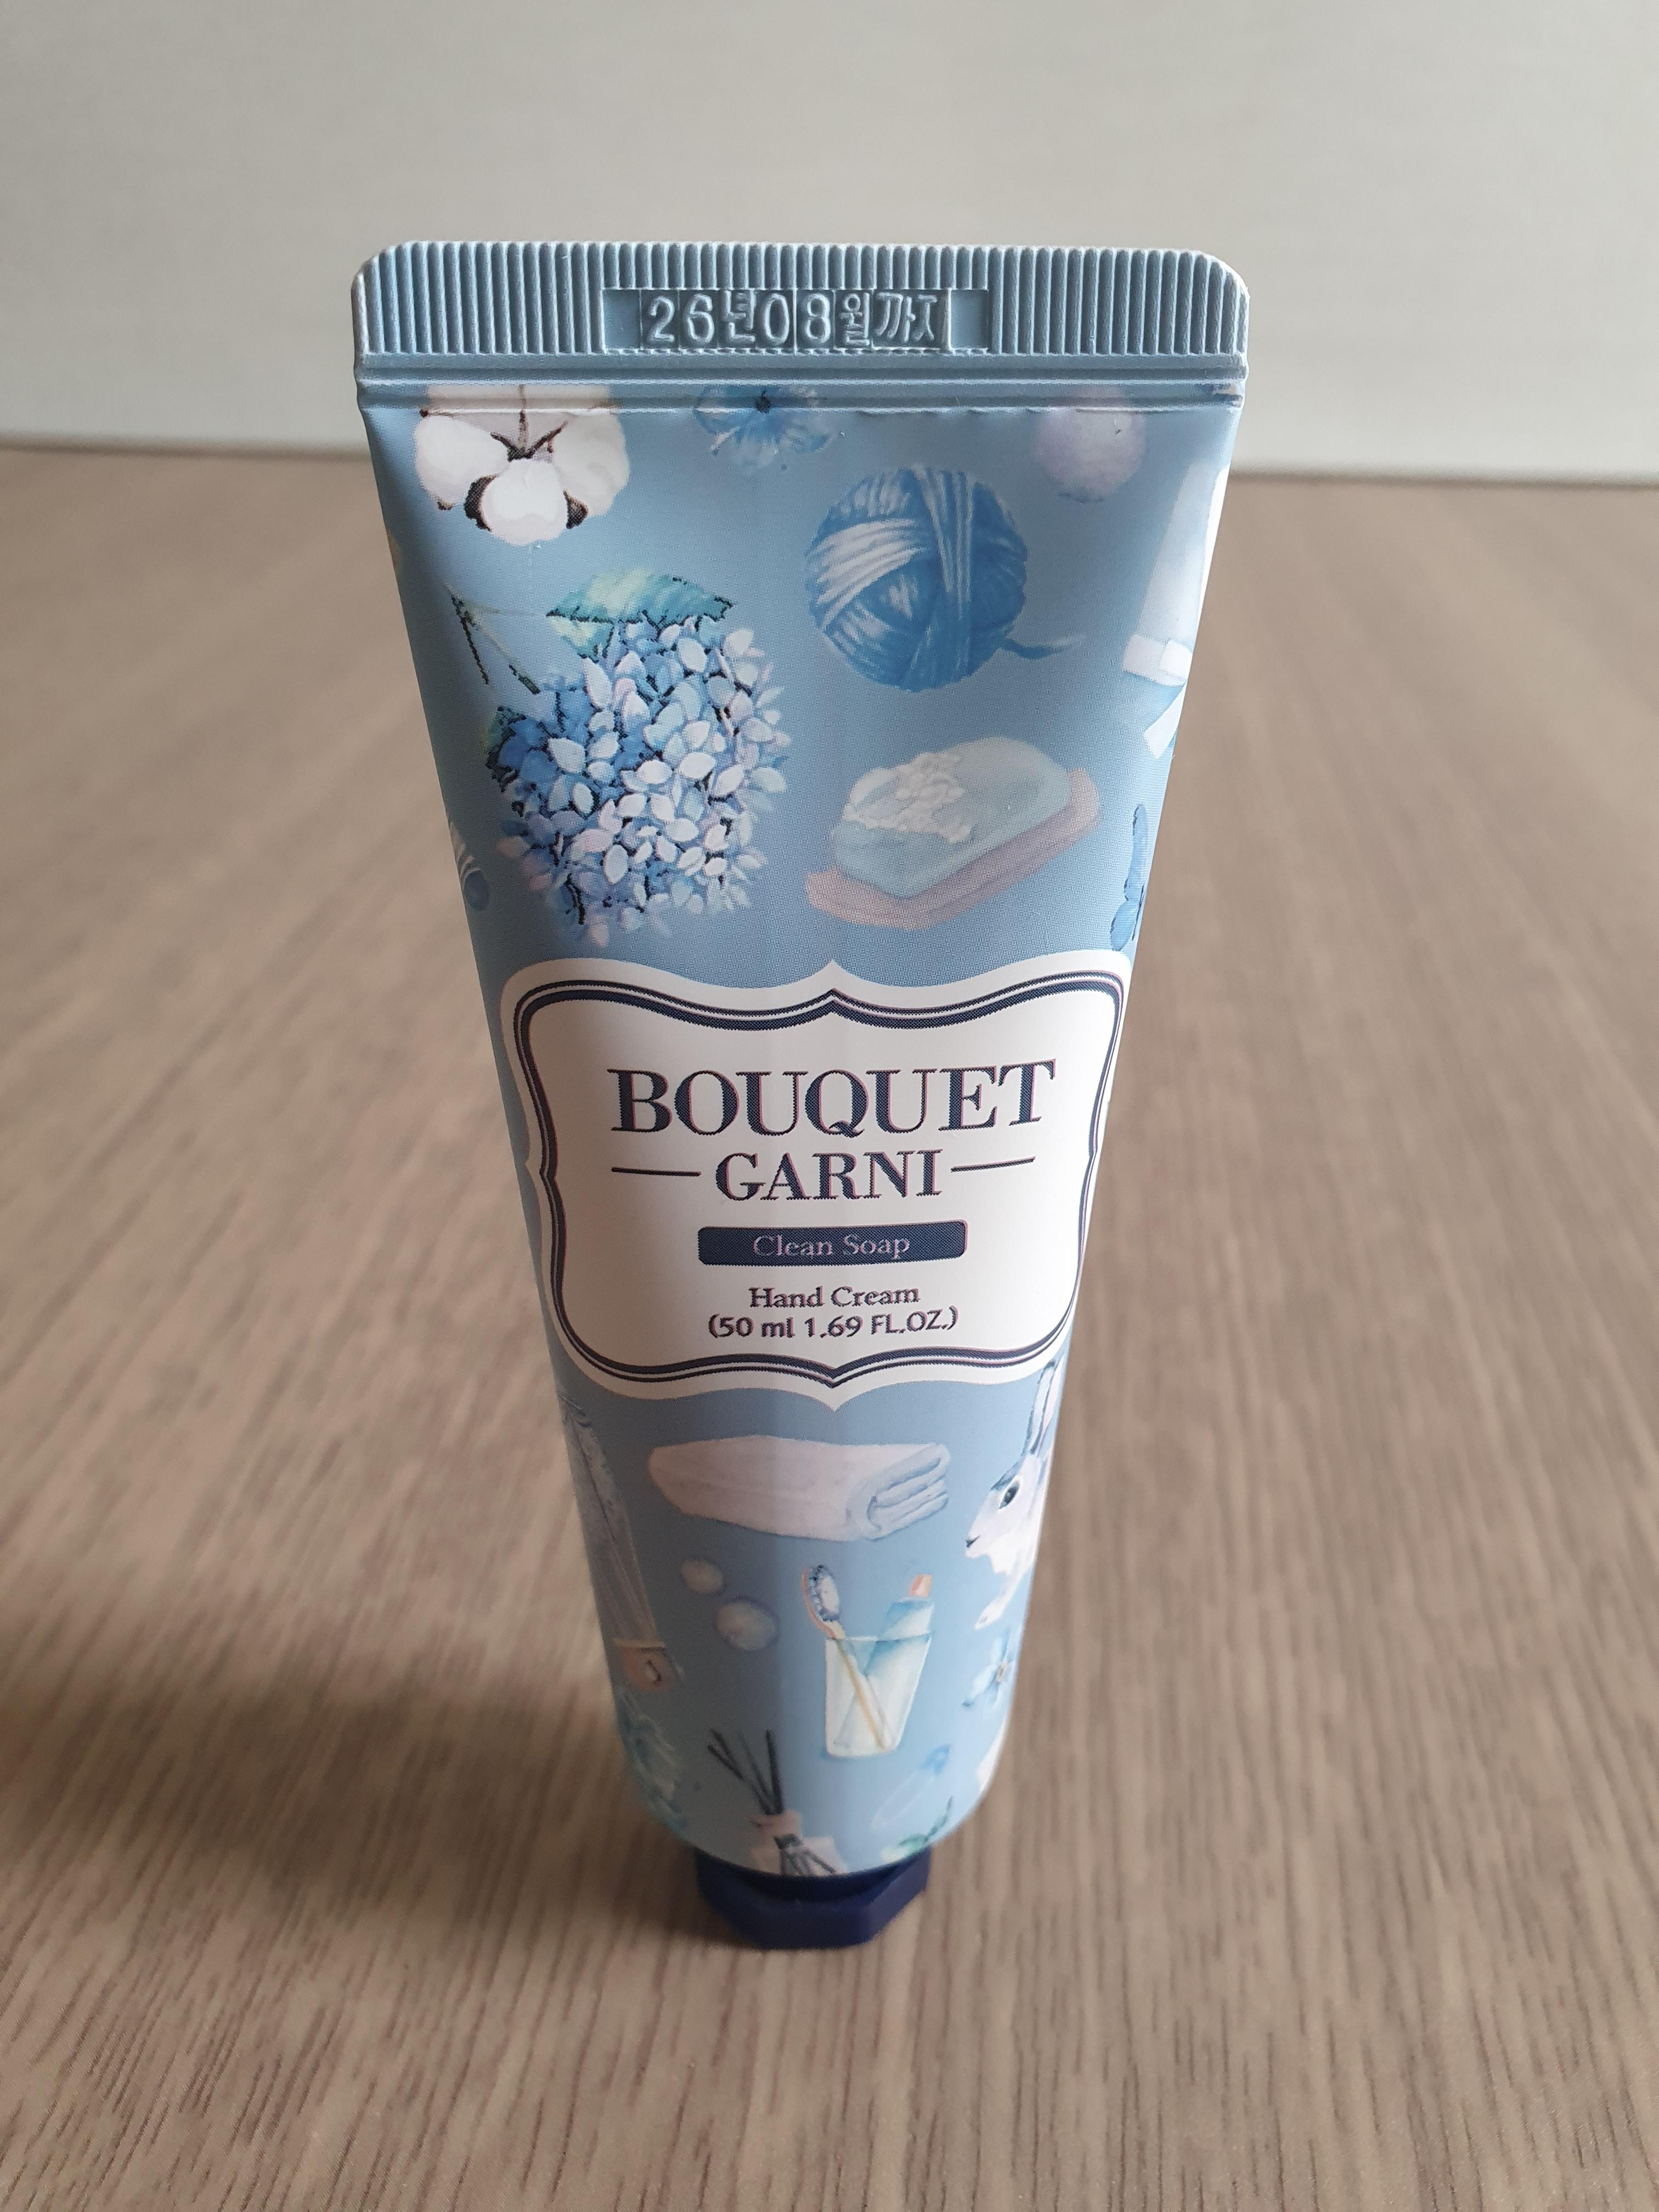 26년08월까지
BOUQUET
GARNI
Clean Soap
Hand Cream
(50 ml 1.69 FL.OZ.)